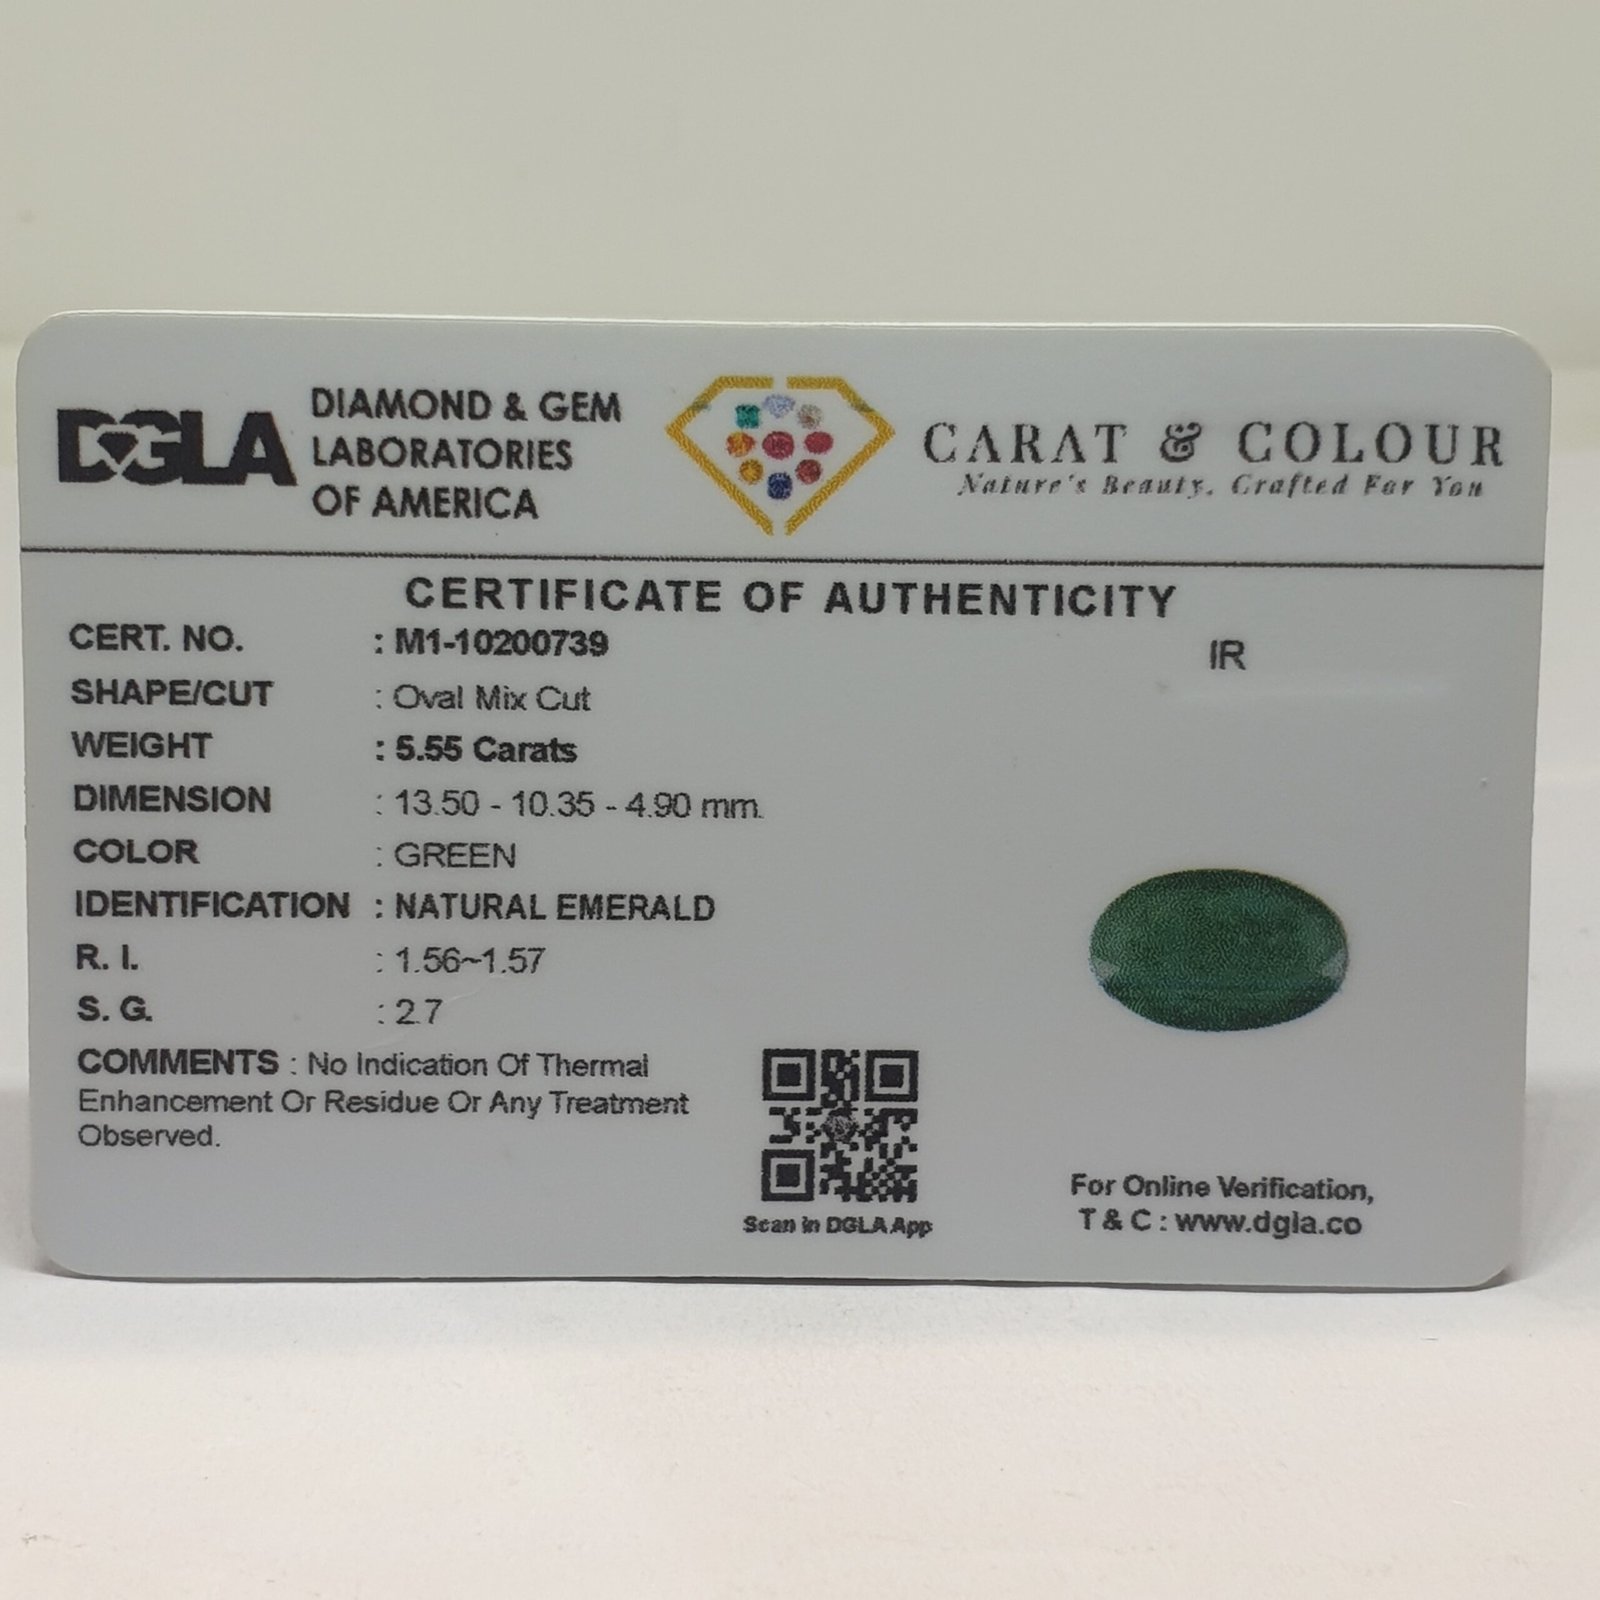 DGLA
DIAMOND & GEM
LABORATORIES
OF AMERICA
CARAT & COLOUR
Nature's Beauty, Crafted For You
CERTIFICATE OF AUTHENTICITY
CERT. NO. : M1-10200739
IR
SHAPE/CUT : Oval Mix Cut
WEIGHT : 5.55 Carats
DIMENSION : 13.50 - 10.35 - 4.90 mm.
COLOR : GREEN
IDENTIFICATION : NATURAL EMERALD
R. I. : 1.56~1.57
S. G. : 2.7
COMMENTS : No Indication Of Thermal
Enhancement Or Residue Or Any Treatment
Observed.
Scan in DGLA App
For Online Verification,
T & C : www.dgla.co